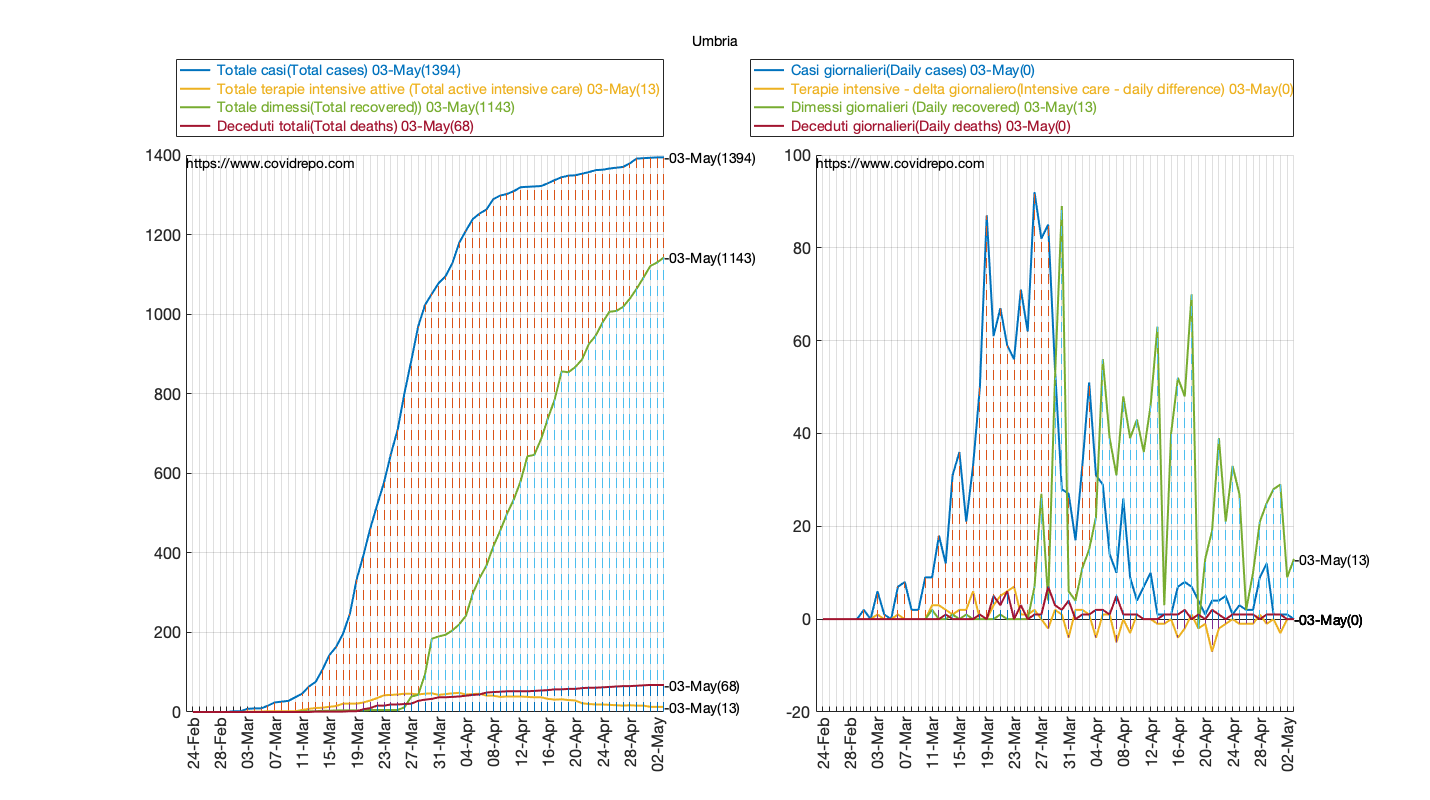 Umbria
Totale casi(Total cases) 03-May(1394)
Totale terapie intensive attive (Total active intensive care) 03-May(13)
Totale dimessi(Total recovered)) 03-May(1143)
Deceduti totali(Total deaths) 03-May(68)
https://www.covidrepo.com
1400
1200
1000
800
600
400
200
0
03-May(1394)
03-May(1143)
03-May(68)
03-May(13)
24-Feb
28-Feb
03-Mar
07-Mar
11-Mar
15-Mar
19-Mar
23-Mar
27-Mar
31-Mar
04-Apr
08-Apr
12-Apr
16-Apr
20-Apr
24-Apr
28-Apr
02-May
Casi giornalieri(Daily cases) 03-May(0)
Terapie intensive - delta giornaliero(Intensive care - daily difference) 03-May(0)
Dimessi giornalieri (Daily recovered) 03-May(13)
Deceduti giornalieri(Daily deaths) 03-May(0)
https://www.covidrepo.com
100
80
60
40
20
0
-20
03-May(13)
03-May(0)
24-Feb
28-Feb
03-Mar
07-Mar
11-Mar
15-Mar
19-Mar
23-Mar
27-Mar
31-Mar
04-Apr
08-Apr
12-Apr
16-Apr
20-Apr
24-Apr
28-Apr
02-May